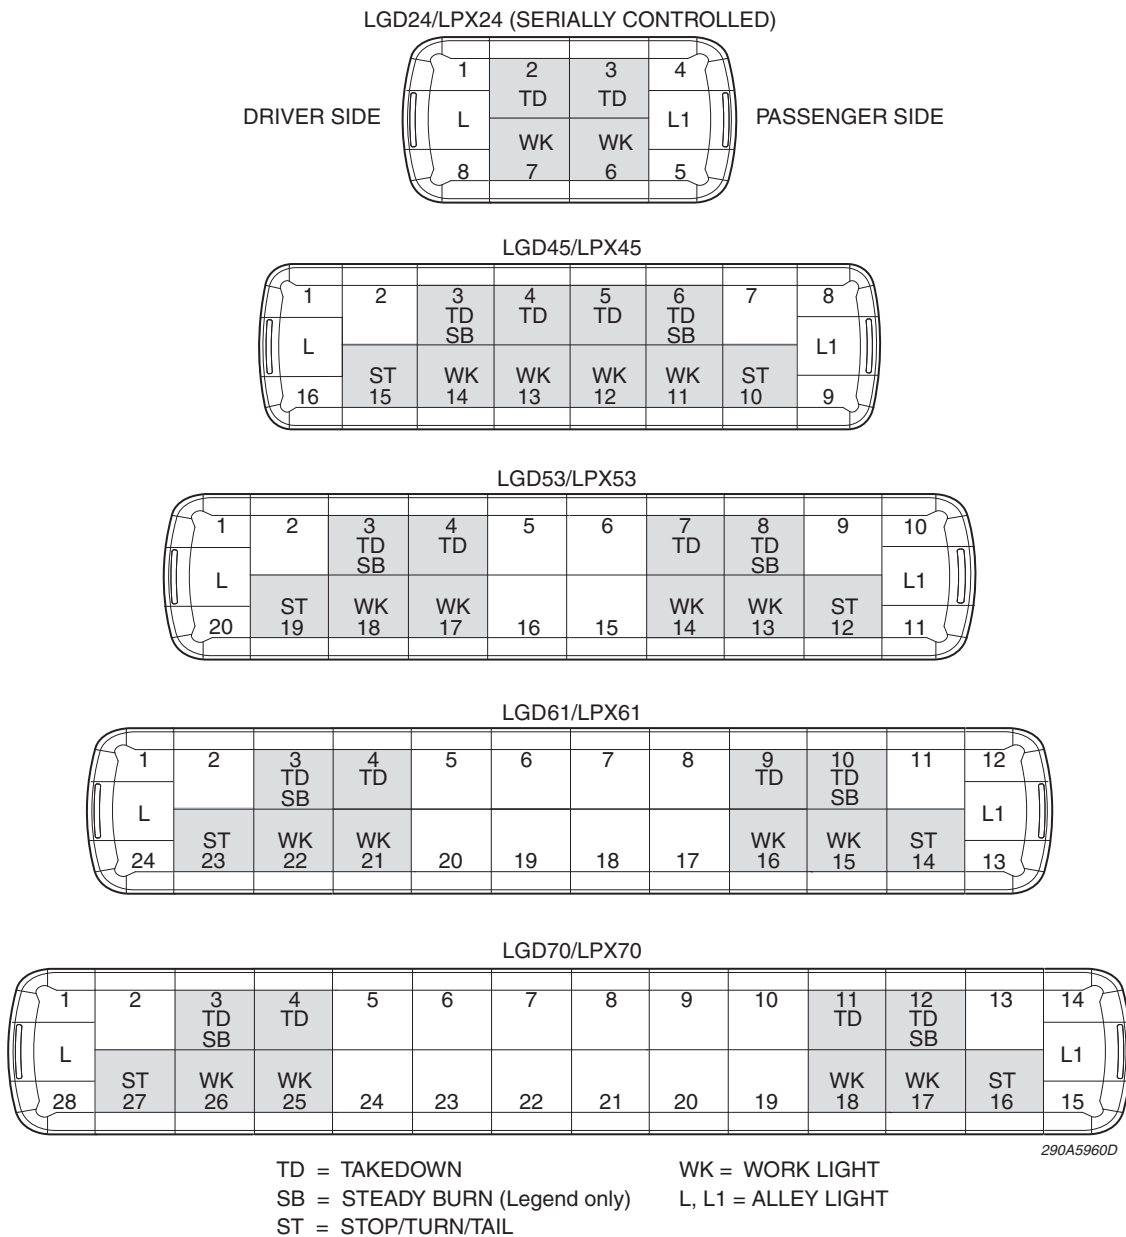 LGD24/LPX24 (SERIALLY CONTROLLED)
1 2 3 4
TD TD
DRIVER SIDE L L1 PASSENGER SIDE
WK WK
8 7 6 5
LGD45/LPX45
1 2 3 4 5 6 7 8
TD TD TD TD
SB SB
L L1
ST WK WK WK WK ST
16 15 14 13 12 11 10 9
LGD53/LPX53
1 2 3 4 5 6 7 8 9 10
TD TD TD TD
SB SB
L L1
ST WK WK WK WK ST
20 19 18 17 16 15 14 13 12 11
LGD61/LPX61
1 2 3 4 5 6 7 8 9 10 11 12
TD TD TD TD
SB SB
L L1
ST WK WK WK WK ST
24 23 22 21 20 19 18 17 16 15 14 13
LGD70/LPX70
1 2 3 4 5 6 7 8 9 10 11 12 13 14
TD TD TD TD
SB SB
L L1
ST WK WK WK WK ST
28 27 26 25 24 23 22 21 20 19 18 17 16 15
290A5960D
TD = TAKEDOWN WK = WORK LIGHT
SB = STEADY BURN (Legend only) L, L1 = ALLEY LIGHT
ST = STOP/TURN/TAIL